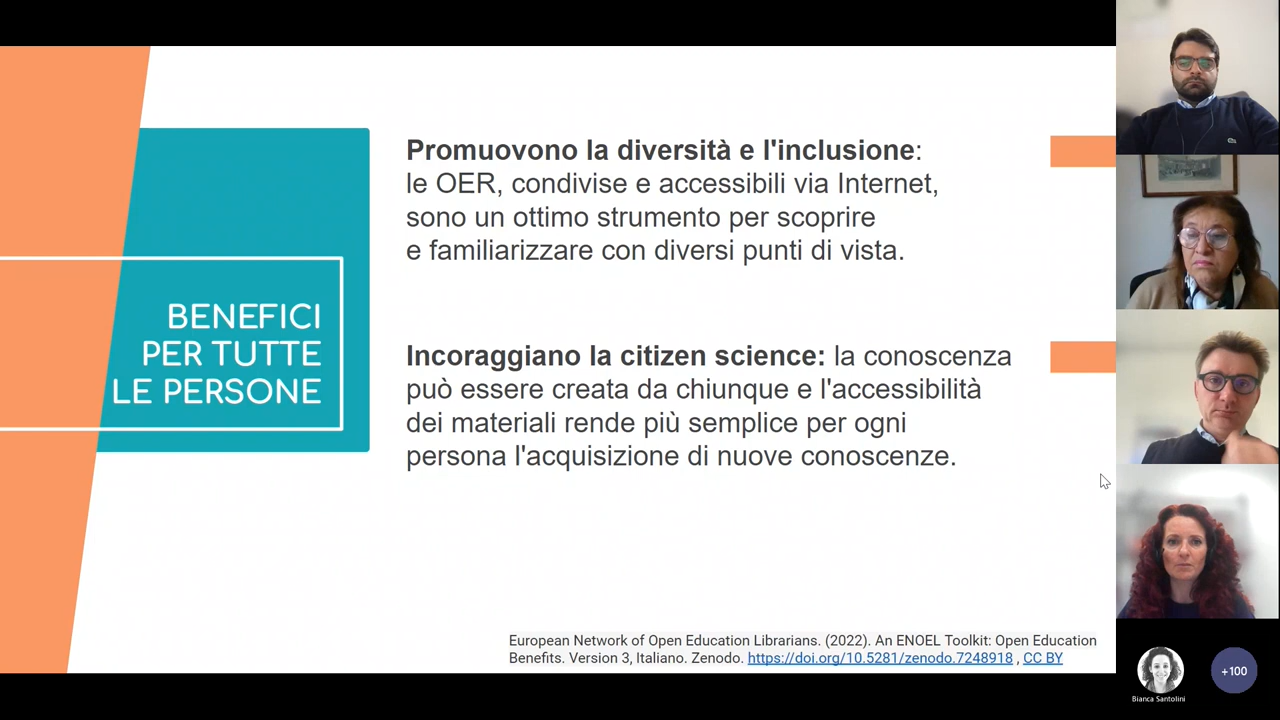 BENEFICI
PER TUTTE
LE PERSONE
Promuovono la diversità e l'inclusione:
le OER, condivise e accessibili via Internet,
sono un ottimo strumento per scoprire
e familiarizzare con diversi punti di vista.
Incoraggiano la citizen science: la conoscenza
può essere creata da chiunque e l'accessibilità
dei materiali rende più semplice per ogni
persona l'acquisizione di nuove conoscenze.
European Network of Open Education Librarians. (2022). An ENOEL Toolkit: Open Education
Benefits. Version 3, Italiano. Zenodo. https://doi.org/10.5281/zenodo.7248918 , CC BY
Bianca Santolini
+100